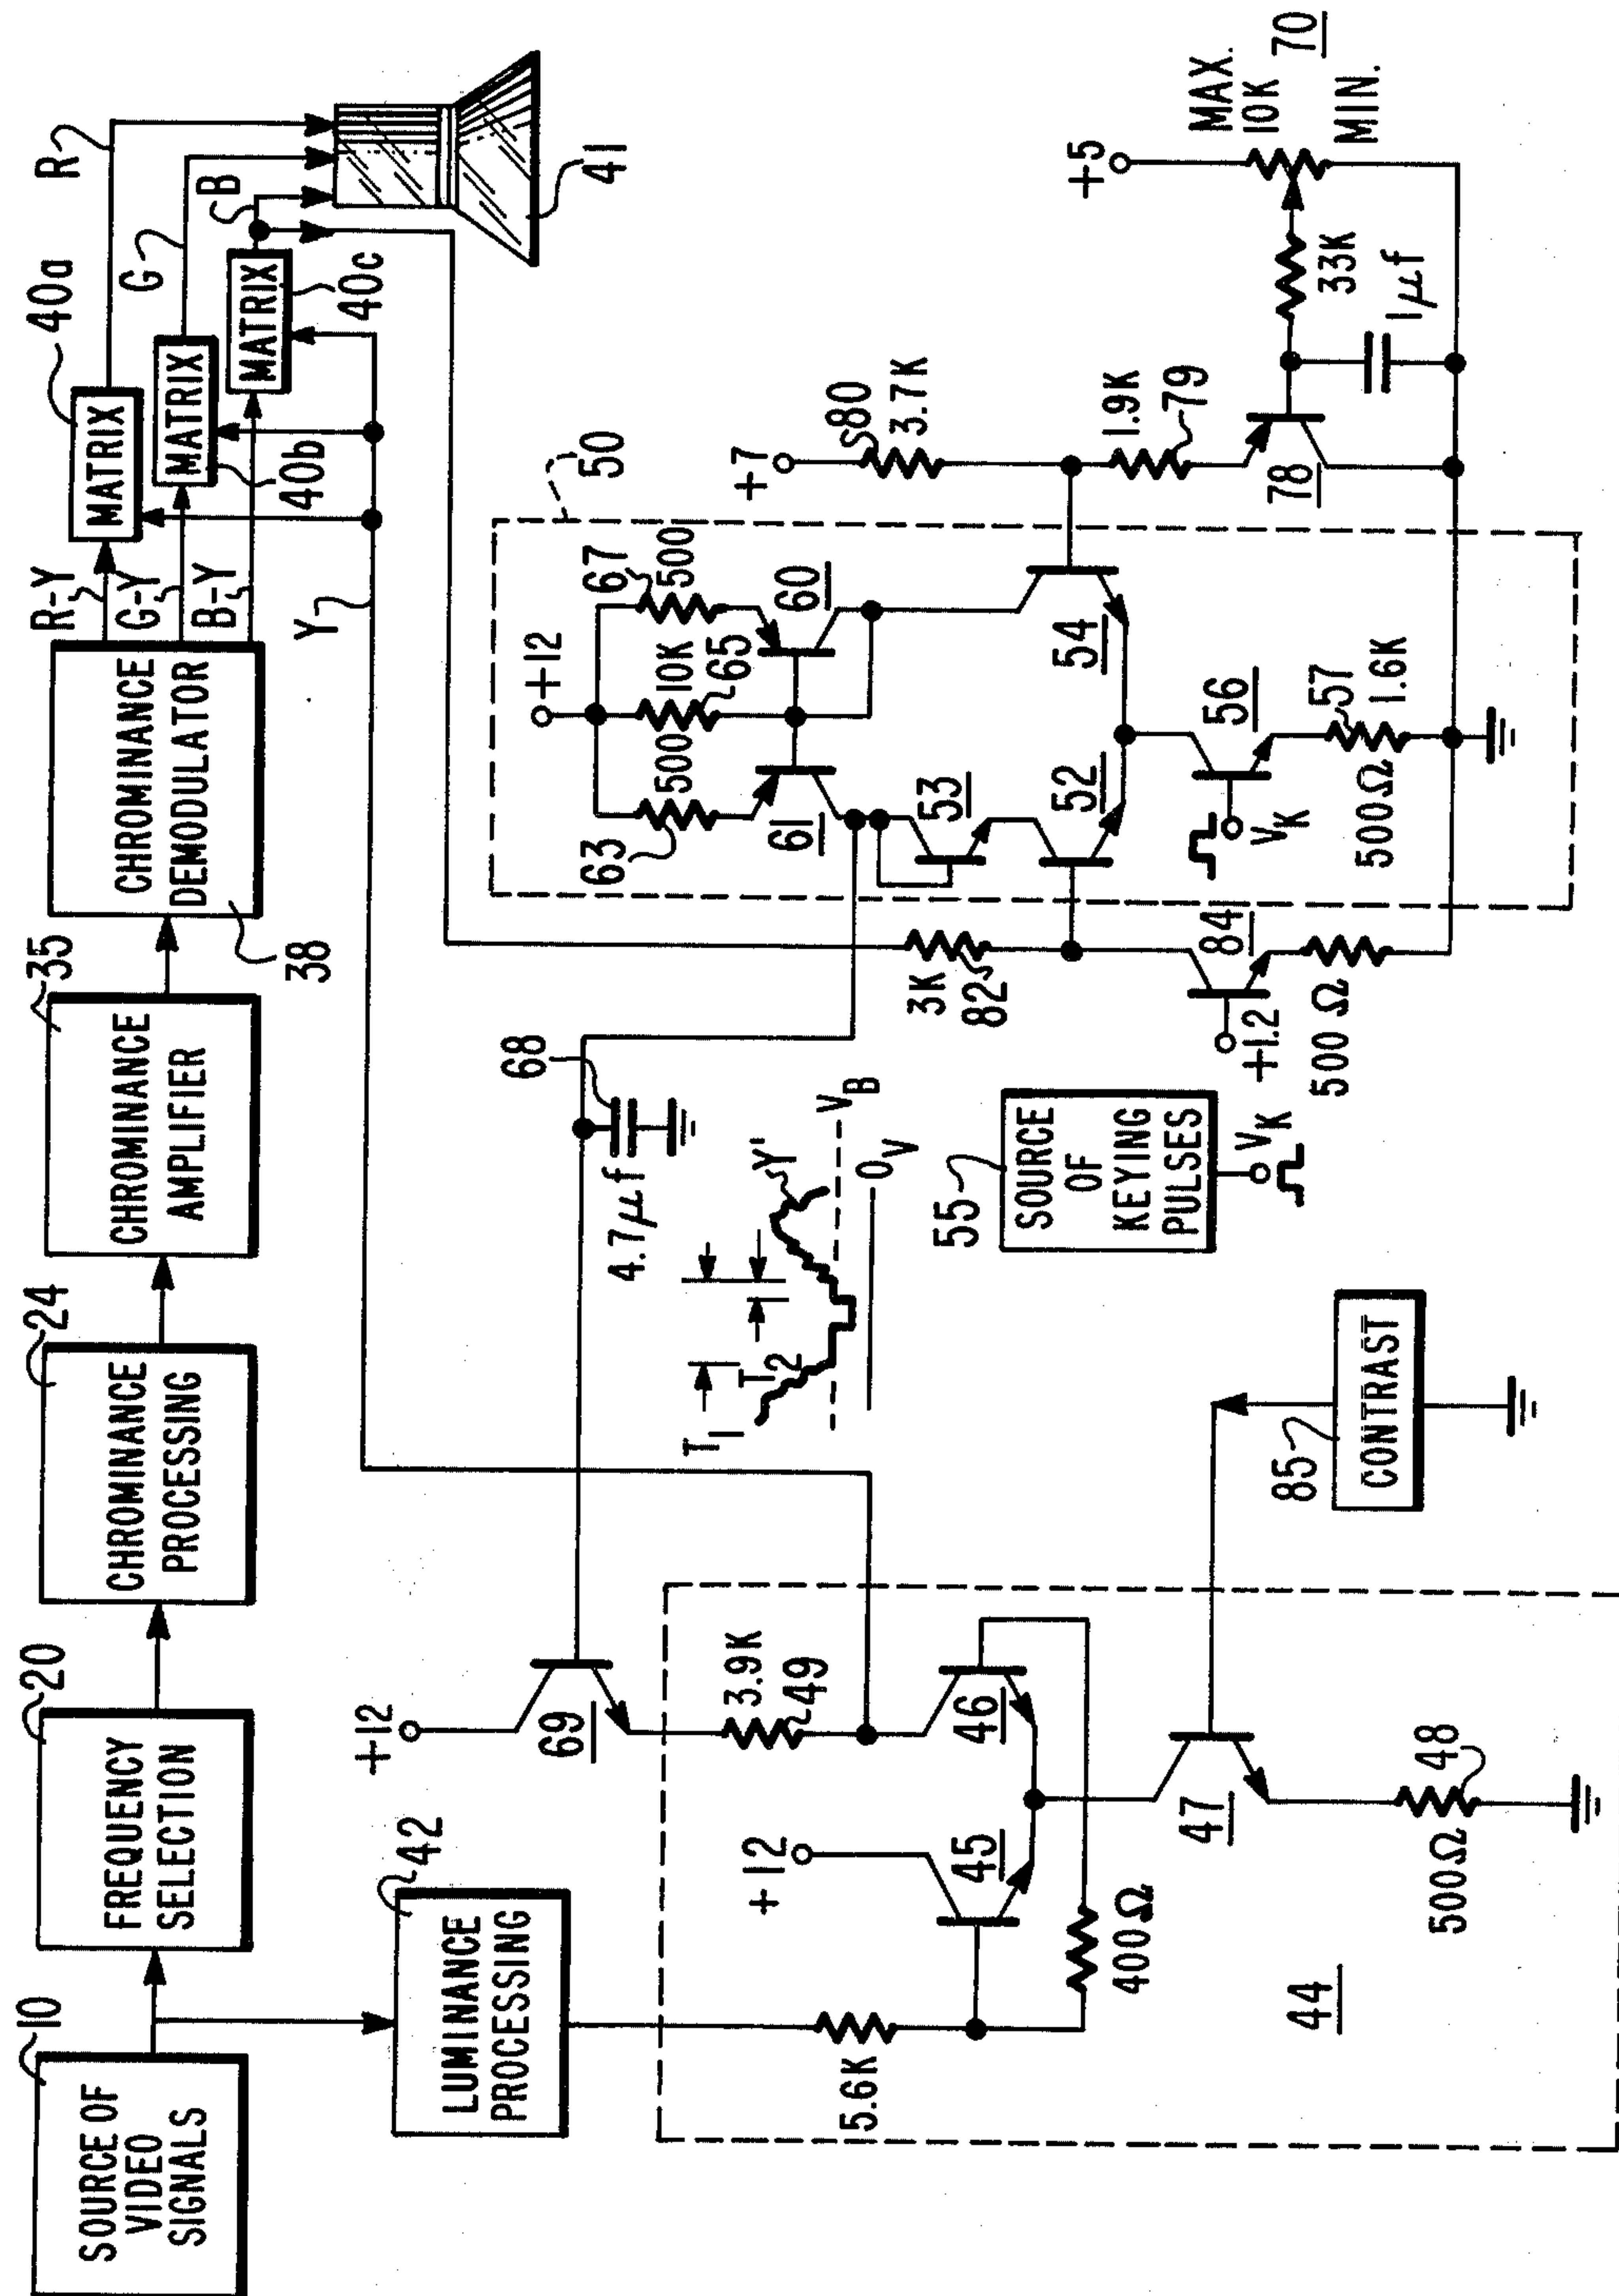 10
SOURCE OF
VIDEO
SIGNALS
20
FREQUENCY
SELECTION
24
CHROMINANCE
PROCESSING
35
CHROMINANCE
AMPLIFIER
CHROMINANCE
DEMODULATOR
38
R-Y
G-Y
B-Y
Y
MATRIX
40a
MATRIX
40b
MATRIX
40c
R
G
B
41
42
LUMINANCE
PROCESSING
5.6K
+12
45
46
400Ω
44
+12
69
3.9K
49
47
48
500Ω
85
CONTRAST
68
4.7μf
T1
T2
Y'
VB
0V
55
SOURCE
OF
KEYING
PULSES
VK
50
+12
63
500
10K
65
67
500
61
60
53
52
54
56
VK
57
1.6K
500Ω
3K
82
84
+1.2
500Ω
+7
80
3.7K
1.9K
79
78
33K
1μf
+5
MAX.
10K
70
MIN.